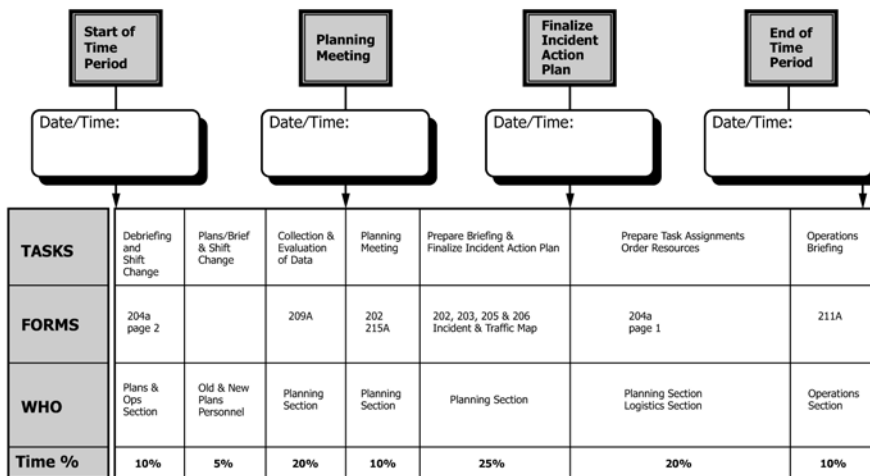 Start of
Time
Period
Planning
Meeting
Finalize
Incident
Action
Plan
End of
Time
Period
Date/Time:
Date/Time:
Date/Time:
Date/Time:
TASKS
Debriefing
and
Shift
Change
Plans/Brief
& Shift
Change
Collection &
Evaluation
of Data
Planning
Meeting
Prepare Briefing &
Finalize Incident Action Plan
Prepare Task Assignments
Order Resources
Operations
Briefing
FORMS
204a
page 2
209A
202
215A
202, 203, 205 & 206
Incident & Traffic Map
204a
page 1
211A
WHO
Plans &
Ops
Section
Old & New
Plans
Personnel
Planning
Section
Planning
Section
Planning Section
Planning Section
Logistics Section
Operations
Section
Time %
10%
5%
20%
10%
25%
20%
10%